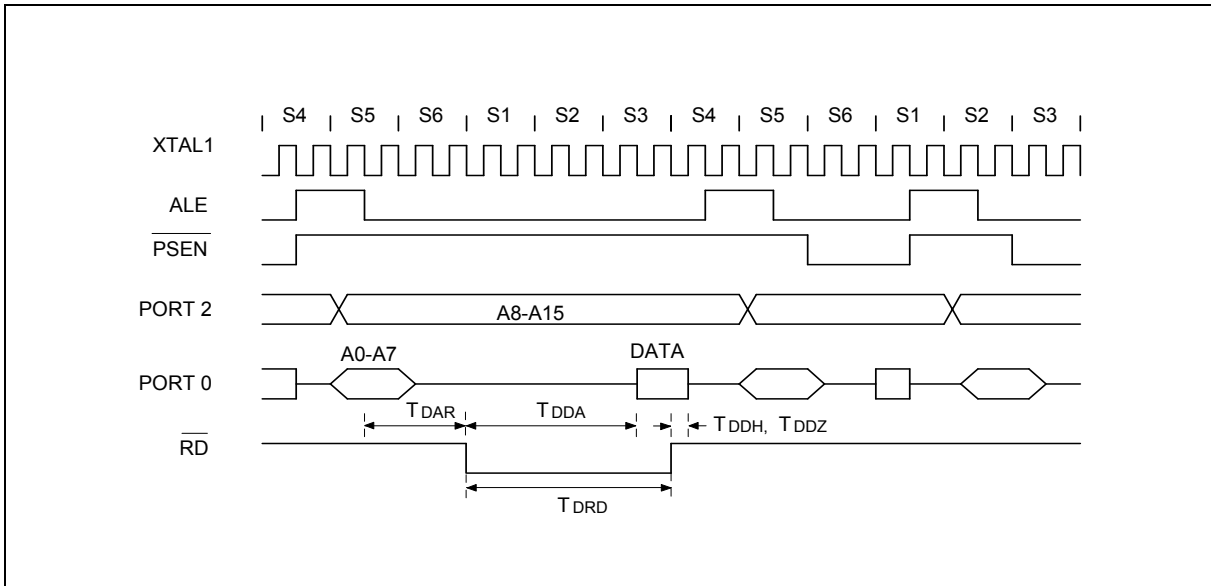 S4 S5 S6 S1 S2 S3 S4 S5 S6 S1 S2 S3
XTAL1
ALE
PSEN
PORT 2
A8-A15
A0-A7
DATA
PORT 0
TDAR
TDDA
TDDH, TDDZ
RD
TDRD